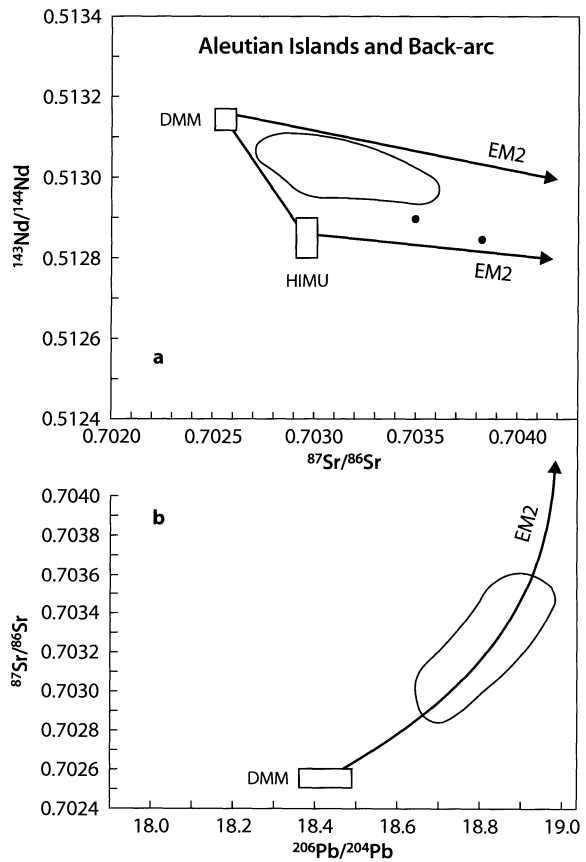 Aleutian Islands and Back-arc
0.5134
0.5132
0.5130
0.5128
0.5126
0.5124
¹⁴³Nd/¹⁴⁴Nd
DMM
EM2
EM2
HIMU
a
0.7020 0.7025 0.7030 0.7035 0.7040
⁸⁷Sr/⁸⁶Sr
b
0.7040
0.7038
0.7036
0.7034
0.7032
0.7030
0.7028
0.7026
0.7024
⁸⁷Sr/⁸⁶Sr
EM2
DMM
18.0 18.2 18.4 18.6 18.8 19.0
²⁰⁶Pb/²⁰⁴Pb